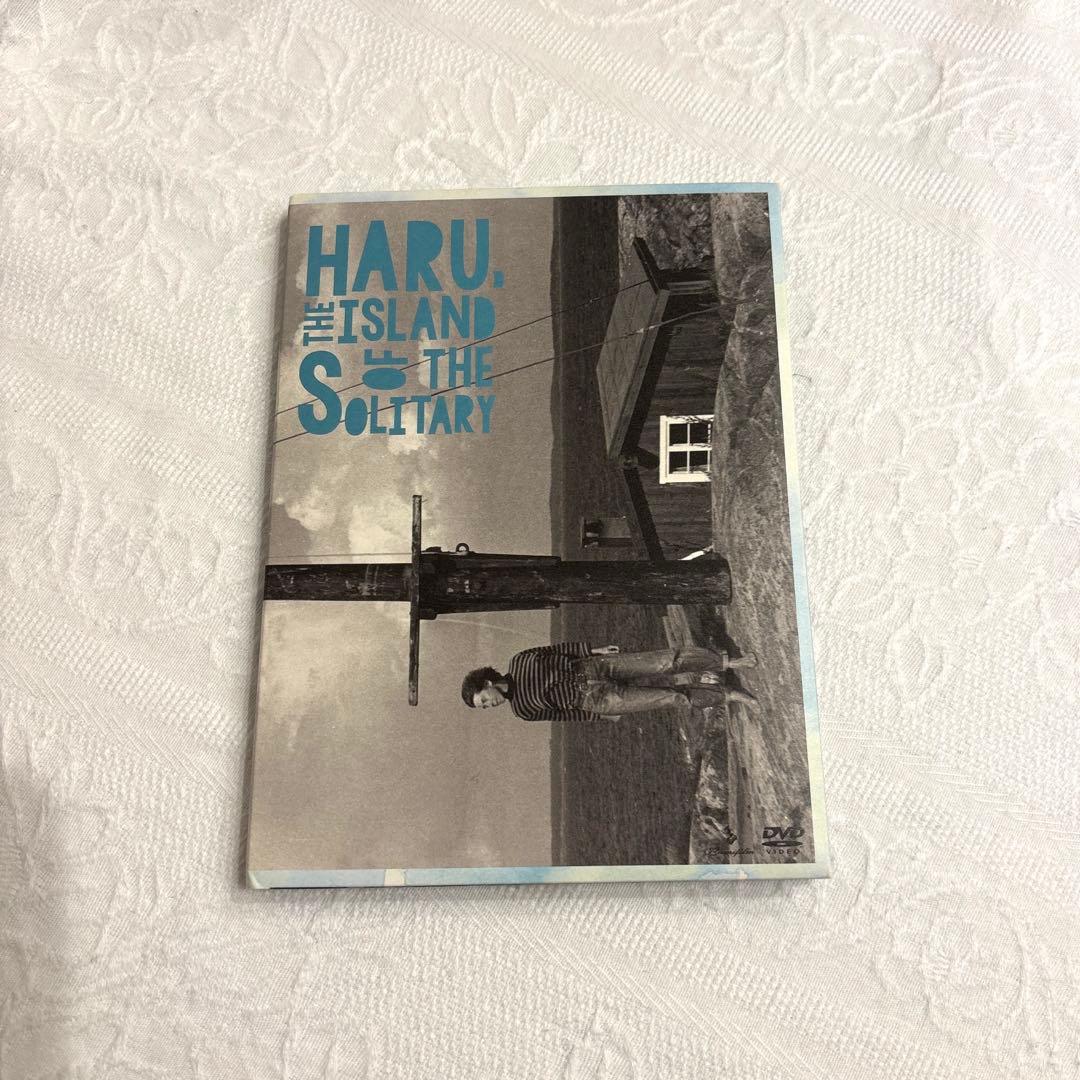 HARU,
THE ISLAND
OF THE
SOLITARY
DVD
VIDEO